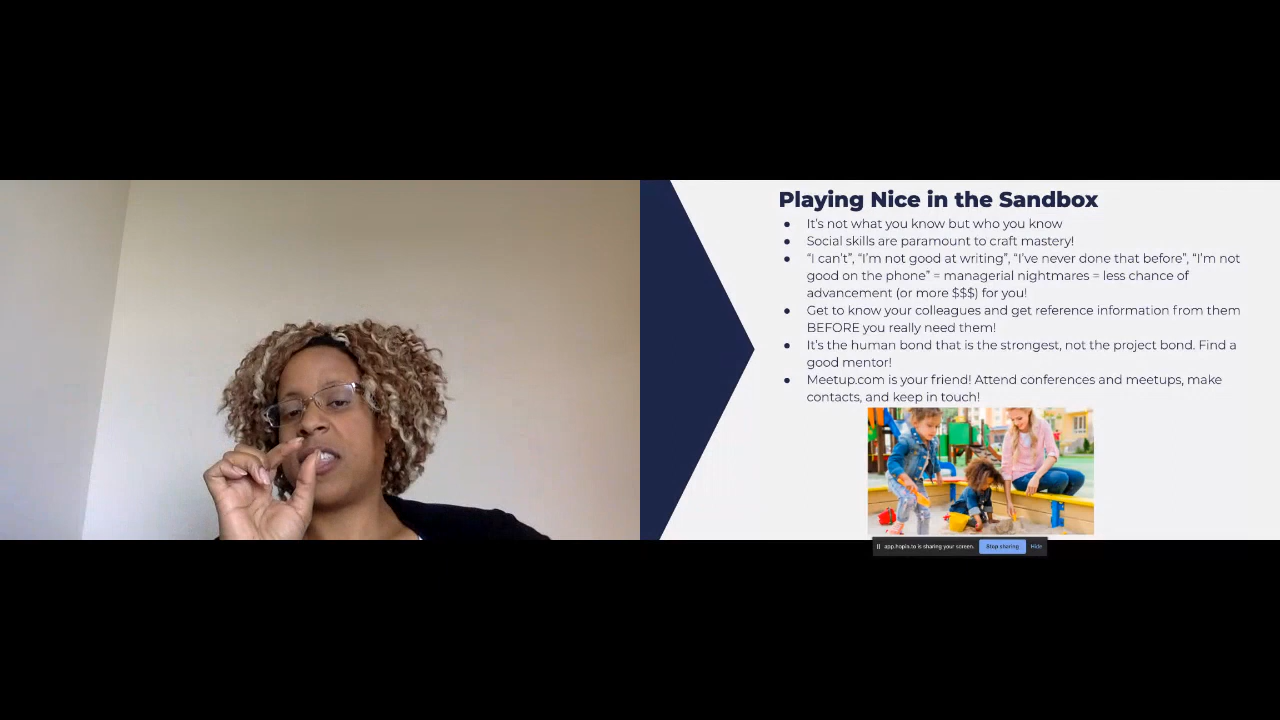 Playing Nice in the Sandbox
● It's not what you know but who you know
● Social skills are paramount to craft mastery!
● “I can't”, “I'm not good at writing”, “I've never done that before”, “I'm not
good on the phone” = managerial nightmares = less chance of
advancement (or more $$$) for you!
● Get to know your colleagues and get reference information from them
BEFORE you really need them!
● It's the human bond that is the strongest, not the project bond. Find a
good mentor!
● Meetup.com is your friend! Attend conferences and meetups, make
contacts, and keep in touch!
app.hopin.to is sharing your screen. Stop sharing Hide